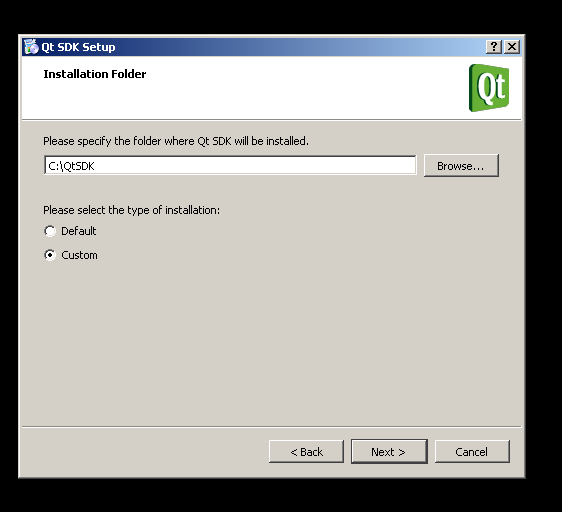 Qt SDK Setup
Installation Folder
Qt
Please specify the folder where Qt SDK will be installed.
C:\QtSDK
Browse...
Please select the type of installation:
Default
Custom
< Back
Next >
Cancel